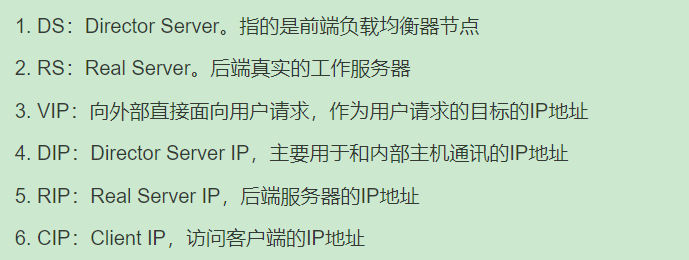 1. DS：Director Server。指的是前端负载均衡器节点
2. RS：Real Server。后端真实的工作服务器
3. VIP：向外部直接面向用户请求，作为用户请求的目标的IP地址
4. DIP：Director Server IP，主要用于和内部主机通讯的IP地址
5. RIP：Real Server IP，后端服务器的IP地址
6. CIP：Client IP，访问客户端的IP地址